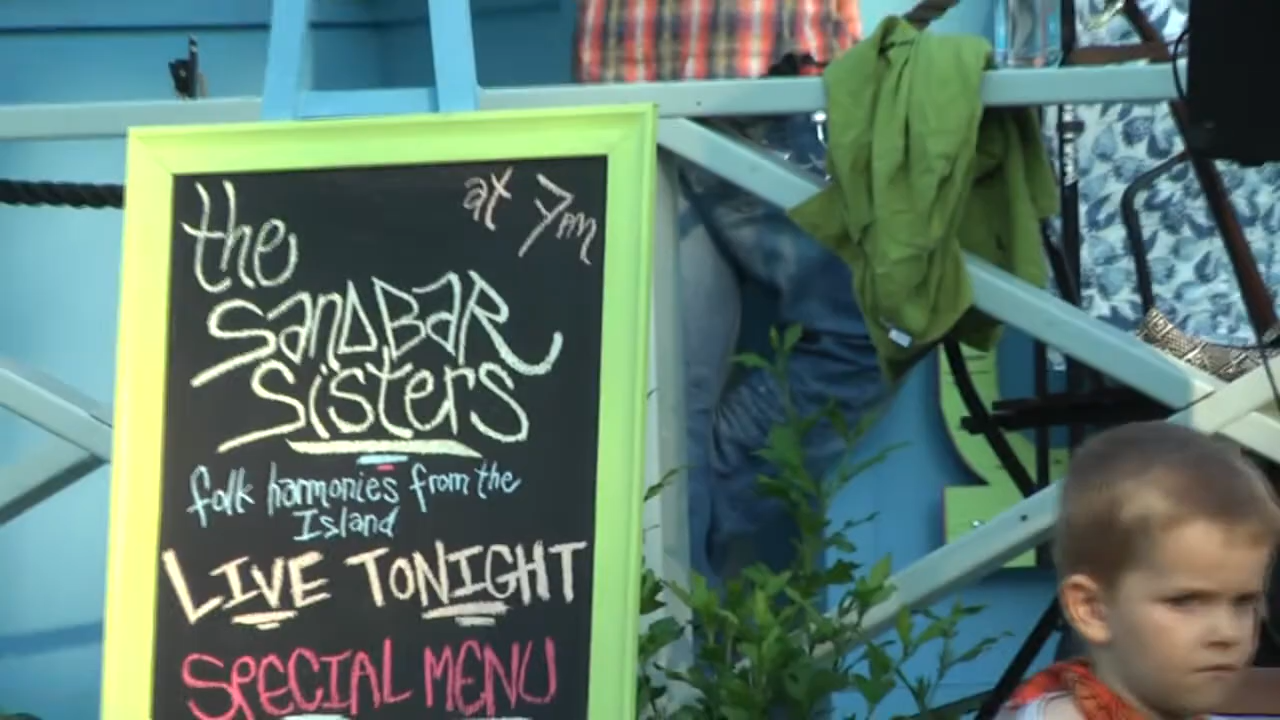 at 7pm
the
SandBaR
SisterS
folk harmonies from the
Island
LIVE TONIGHT
SPECIAL MENU